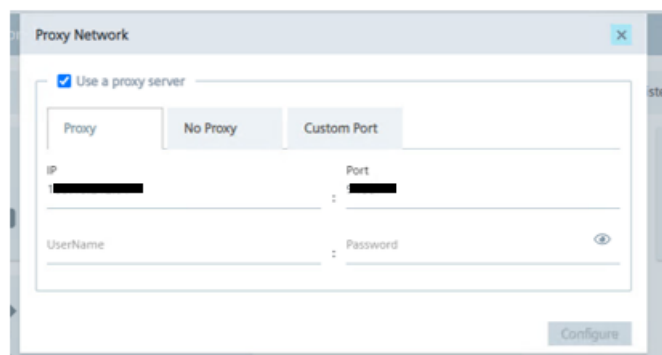 Proxy Network
Use a proxy server
Proxy No Proxy Custom Port
IP Port
: 
UserName : Password
Configure